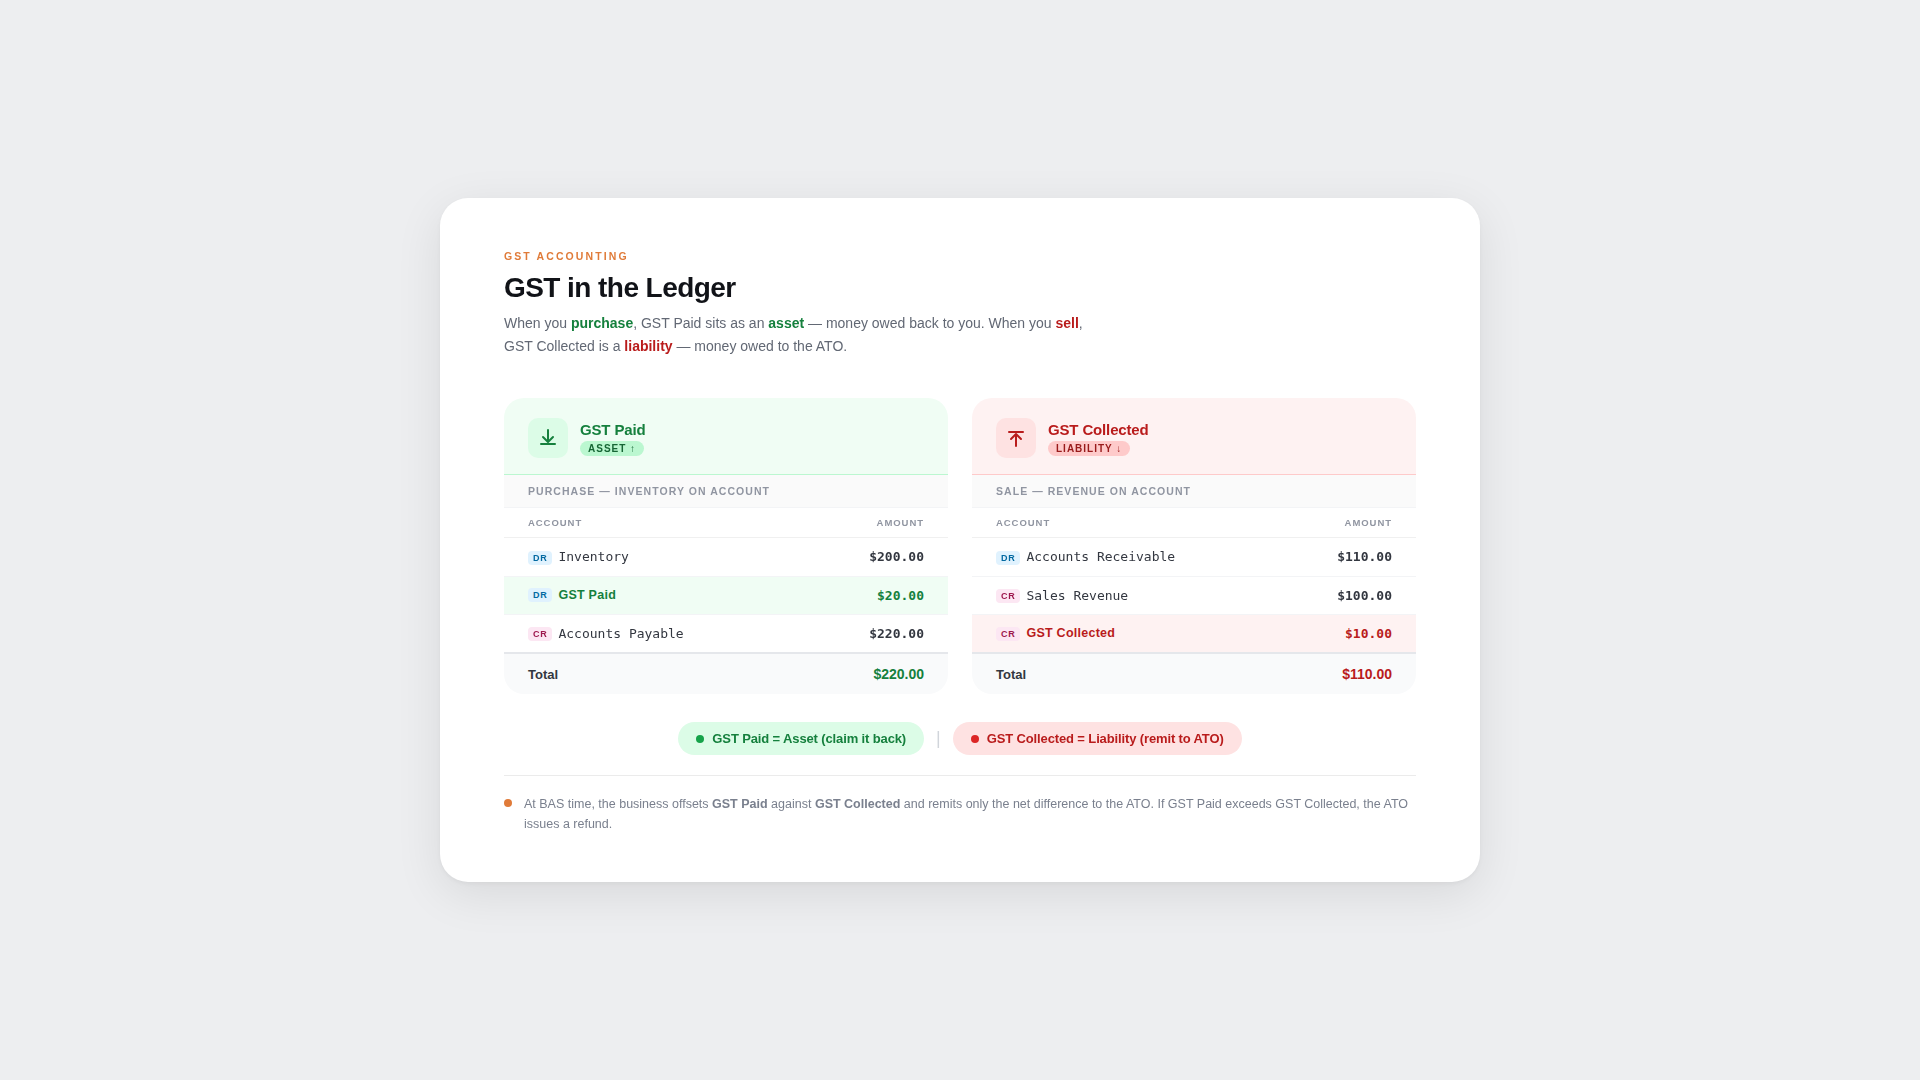 GST ACCOUNTING
GST in the Ledger
When you purchase, GST Paid sits as an asset — money owed back to you. When you sell,
GST Collected is a liability — money owed to the ATO.
GST Paid
ASSET ↑
PURCHASE — INVENTORY ON ACCOUNT
ACCOUNT AMOUNT
DR Inventory $200.00
DR GST Paid $20.00
CR Accounts Payable $220.00
Total $220.00
GST Collected
LIABILITY ↓
SALE — REVENUE ON ACCOUNT
ACCOUNT AMOUNT
DR Accounts Receivable $110.00
CR Sales Revenue $100.00
CR GST Collected $10.00
Total $110.00
GST Paid = Asset (claim it back) | GST Collected = Liability (remit to ATO)
At BAS time, the business offsets GST Paid against GST Collected and remits only the net difference to the ATO. If GST Paid exceeds GST Collected, the ATO
issues a refund.